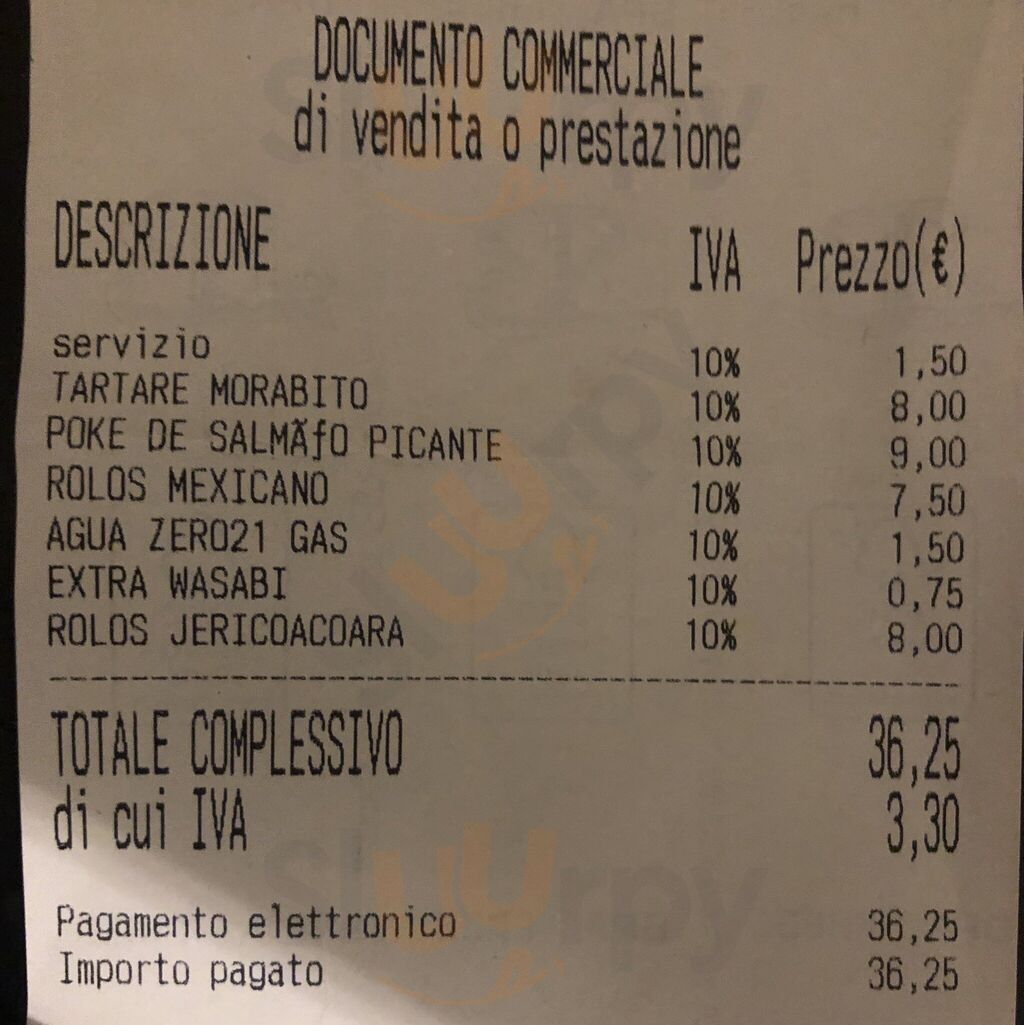 DOCUMENTO COMMERCIALE
di vendita o prestazione
DESCRIZIONE IVA Prezzo(€)
servizio 10% 1,50
TARTARE MORABITO 10% 8,00
POKE DE SALMÃƒO PICANTE 10% 9,00
ROLOS MEXICANO 10% 7,50
AGUA ZERO21 GAS 10% 1,50
EXTRA WASABI 10% 0,75
ROLOS JERICOACOARA 10% 8,00
TOTALE COMPLESSIVO 36,25
di cui IVA 3,30
Pagamento elettronico 36,25
Importo pagato 36,25